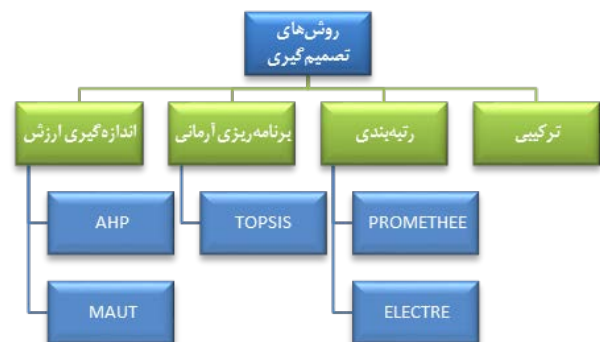 روش‌های
تصمیم‌گیری
ترکیبی
رتبه‌بندی
برنامه‌ریزی آرمانی
اندازه‌گیری ارزش
PROMETHEE
TOPSIS
AHP
ELECTRE
MAUT